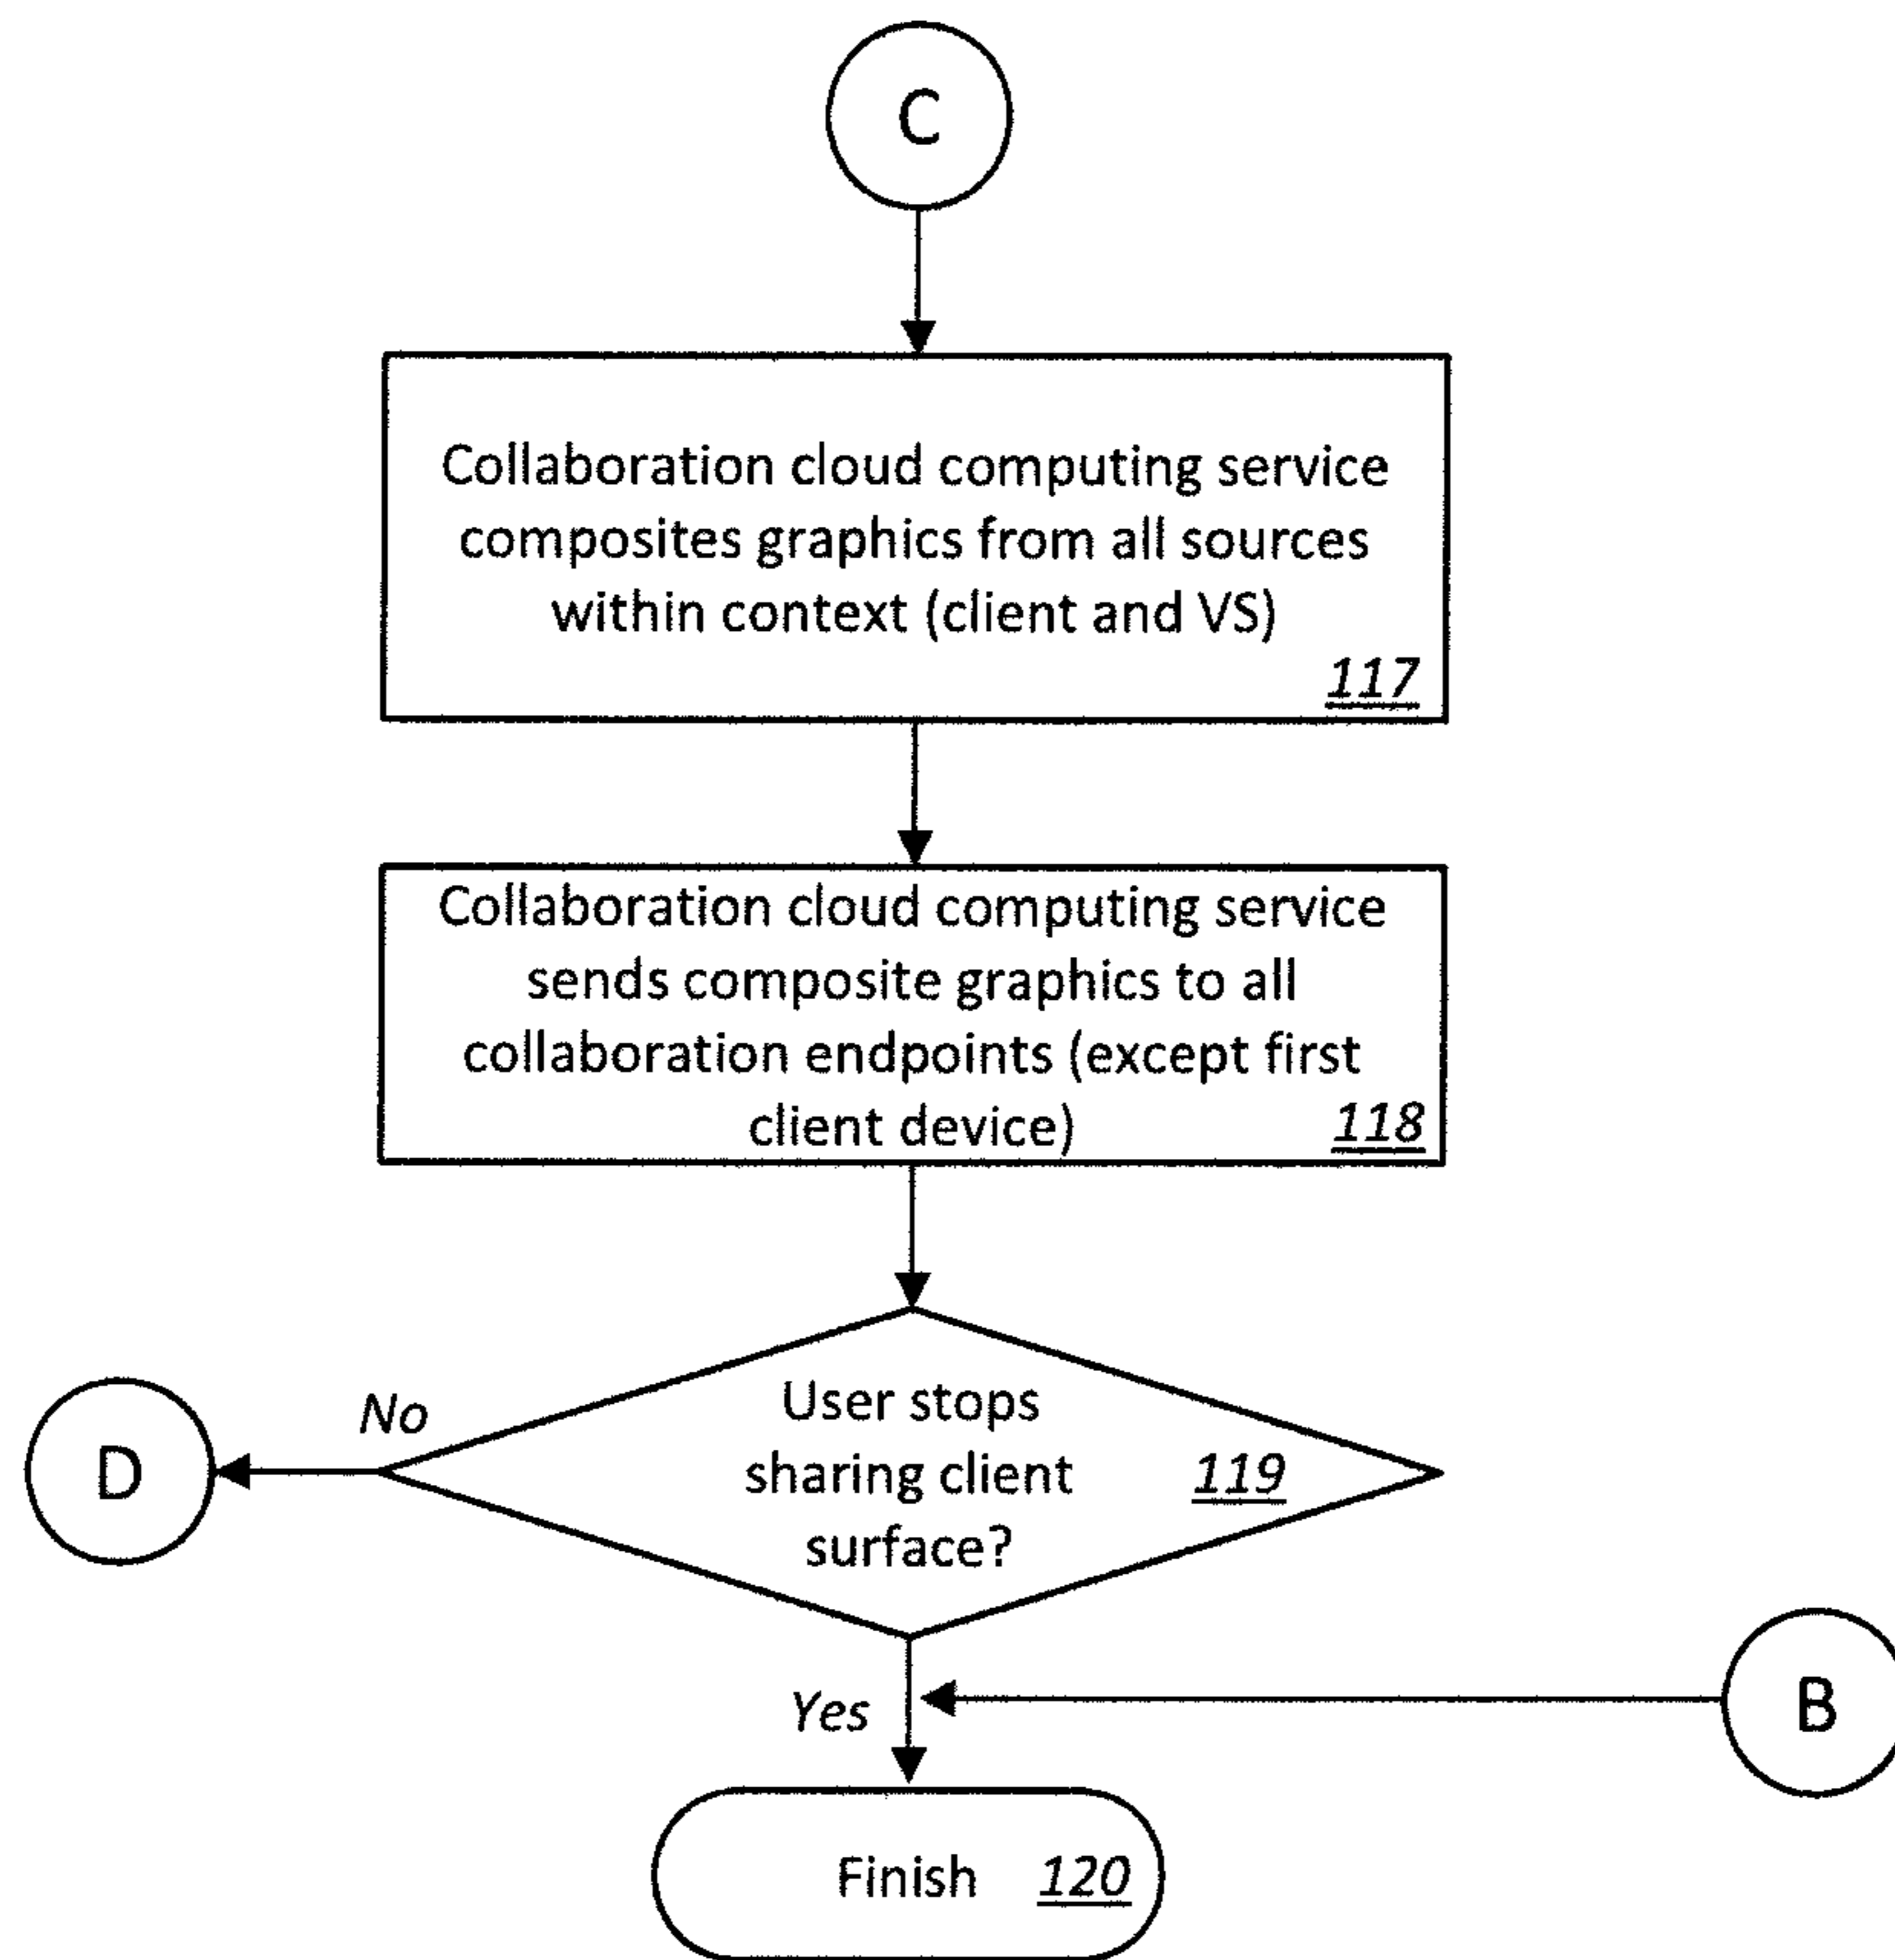 C
Collaboration cloud computing service
composites graphics from all sources
within context (client and VS)
117
Collaboration cloud computing service
sends composite graphics to all
collaboration endpoints (except first
client device)
118
User stops
sharing client
surface?
119
No
D
Yes
B
Finish
120